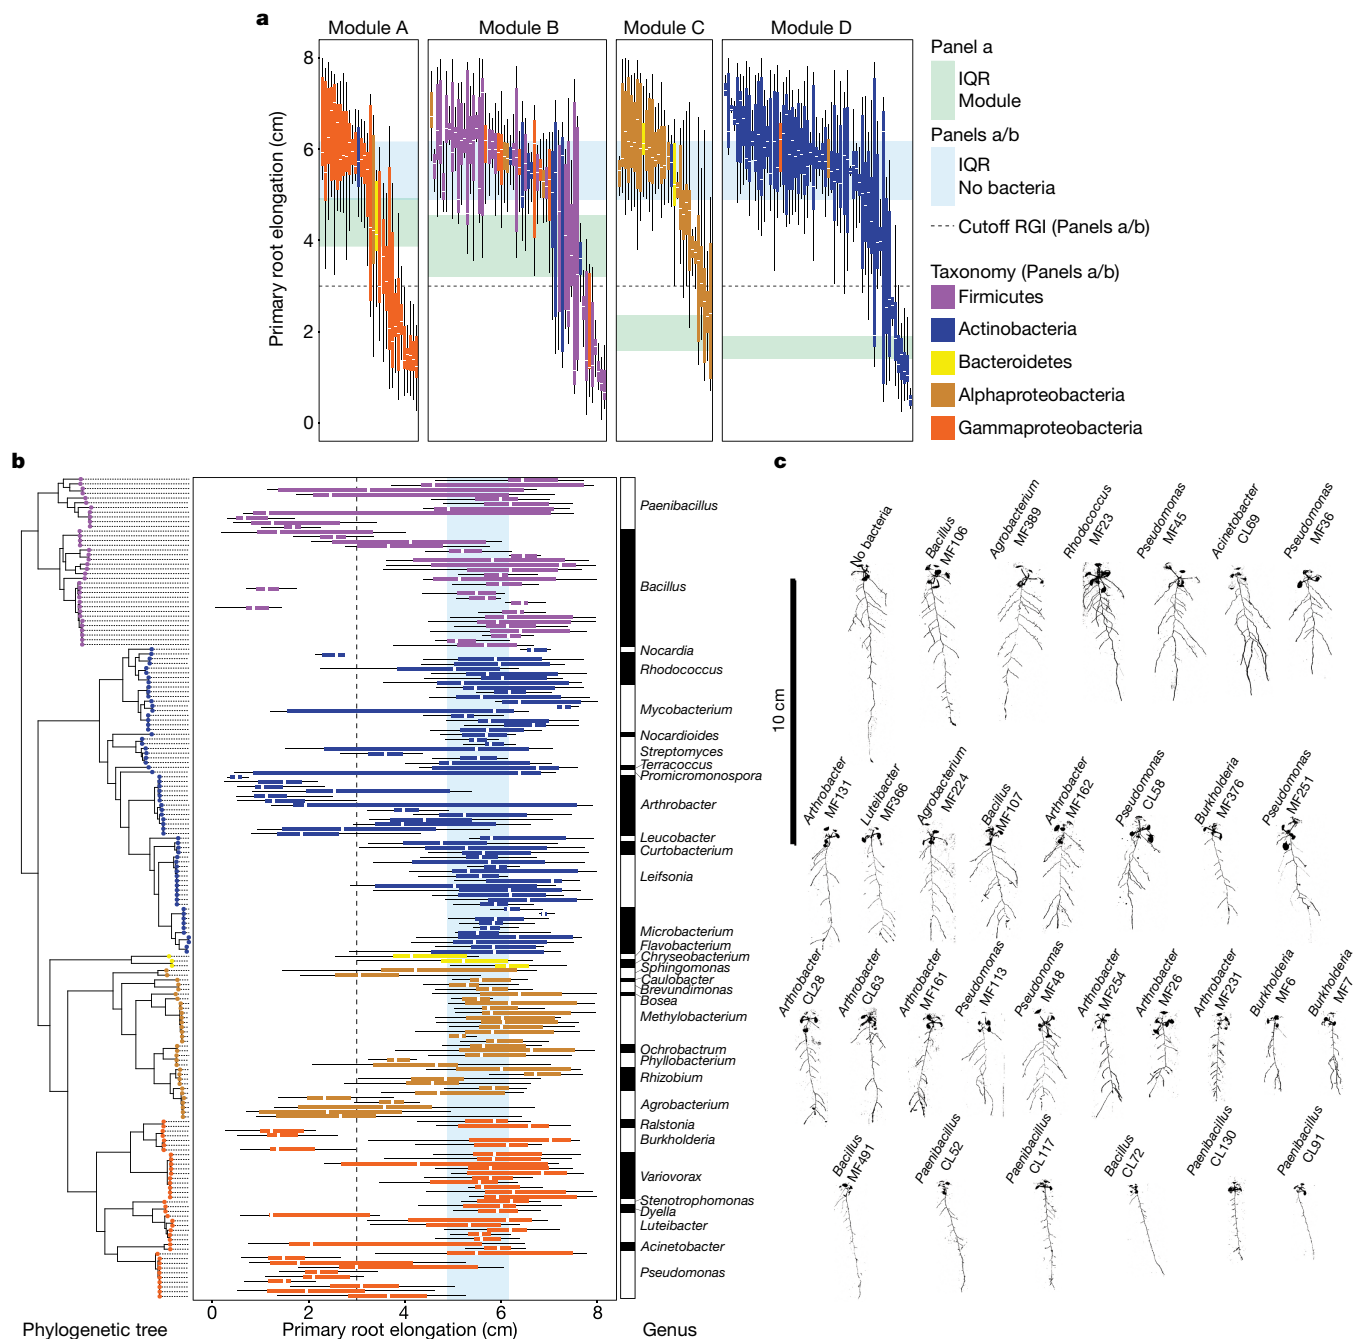 a
Module A
Module B
Module C
Module D
Primary root elongation (cm)
8
6
4
2
0
Panel a
IQR
Module
Panels a/b
IQR
No bacteria
Cutoff RGI (Panels a/b)
Taxonomy (Panels a/b)
Firmicutes
Actinobacteria
Bacteroidetes
Alphaproteobacteria
Gammaproteobacteria
b
Paenibacillus
Bacillus
Nocardia
Rhodococcus
Mycobacterium
Nocardioides
Streptomyces
Terracoccus
Promicromonospora
Arthrobacter
Leucobacter
Curtobacterium
Leifsonia
Microbacterium
Flavobacterium
Chryseobacterium
Sphingomonas
Caulobacter
Brevundimonas
Bosea
Methylobacterium
Ochrobactrum
Phyllobacterium
Rhizobium
Agrobacterium
Ralstonia
Burkholderia
Variovorax
Stenotrophomonas
Dyella
Luteibacter
Acinetobacter
Pseudomonas
0
2
4
6
8
Phylogenetic tree
Primary root elongation (cm)
Genus
c
10 cm
No bacteria
Bacillus
MF106
Agrobacterium
MF389
Rhodococcus
MF23
Pseudomonas
MF45
Acinetobacter
CL69
Pseudomonas
MF36
Arthrobacter
MF131
Luteibacter
MF366
Agrobacterium
MF224
Bacillus
MF107
Arthrobacter
MF162
Pseudomonas
CL58
Burkholderia
MF376
Pseudomonas
MF251
Arthrobacter
CL28
Arthrobacter
CL63
Arthrobacter
MF161
Pseudomonas
MF113
Pseudonomas
MF48
Arthrobacter
MF254
Arthrobacter
MF26
Arthrobacter
MF231
Burkholderia
MF6
Burkholderia
MF7
Bacillus
MF491
Paenibacillus
CL52
Paenibacillus
CL117
Bacillus
CL72
Paenibacillus
CL130
Paenibacillus
CL91